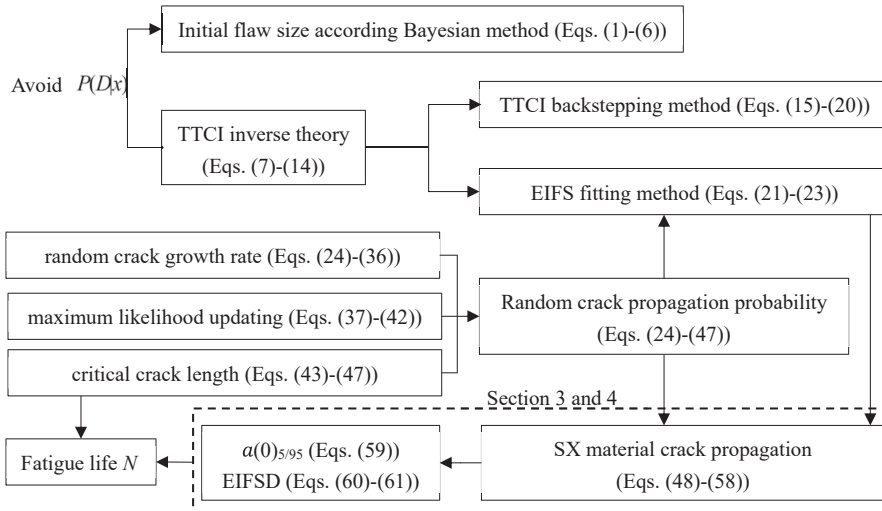 Initial flaw size according Bayesian method (Eqs. (1)-(6))
Avoid P(D|x)
TTCI inverse theory
(Eqs. (7)-(14))
TTCI backstepping method (Eqs. (15)-(20))
EIFS fitting method (Eqs. (21)-(23))
random crack growth rate (Eqs. (24)-(36))
maximum likelihood updating (Eqs. (37)-(42))
critical crack length (Eqs. (43)-(47))
Random crack propagation probability
(Eqs. (24)-(47))
Section 3 and 4
Fatigue life N
a(0)5/95 (Eqs. (59))
EIFSD (Eqs. (60)-(61))
SX material crack propagation
(Eqs. (48)-(58))